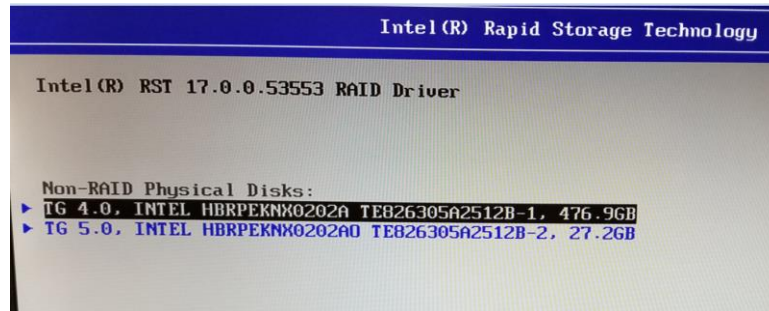 Intel(R) Rapid Storage Technology
Intel(R) RST 17.0.0.53553 RAID Driver
Non-RAID Physical Disks:
TG 4.0, INTEL HBRPEKNX0202A TE826305A2512B-1, 476.9GB
TG 5.0, INTEL HBRPEKNX0202AO TE826305A2512B-2, 27.2GB